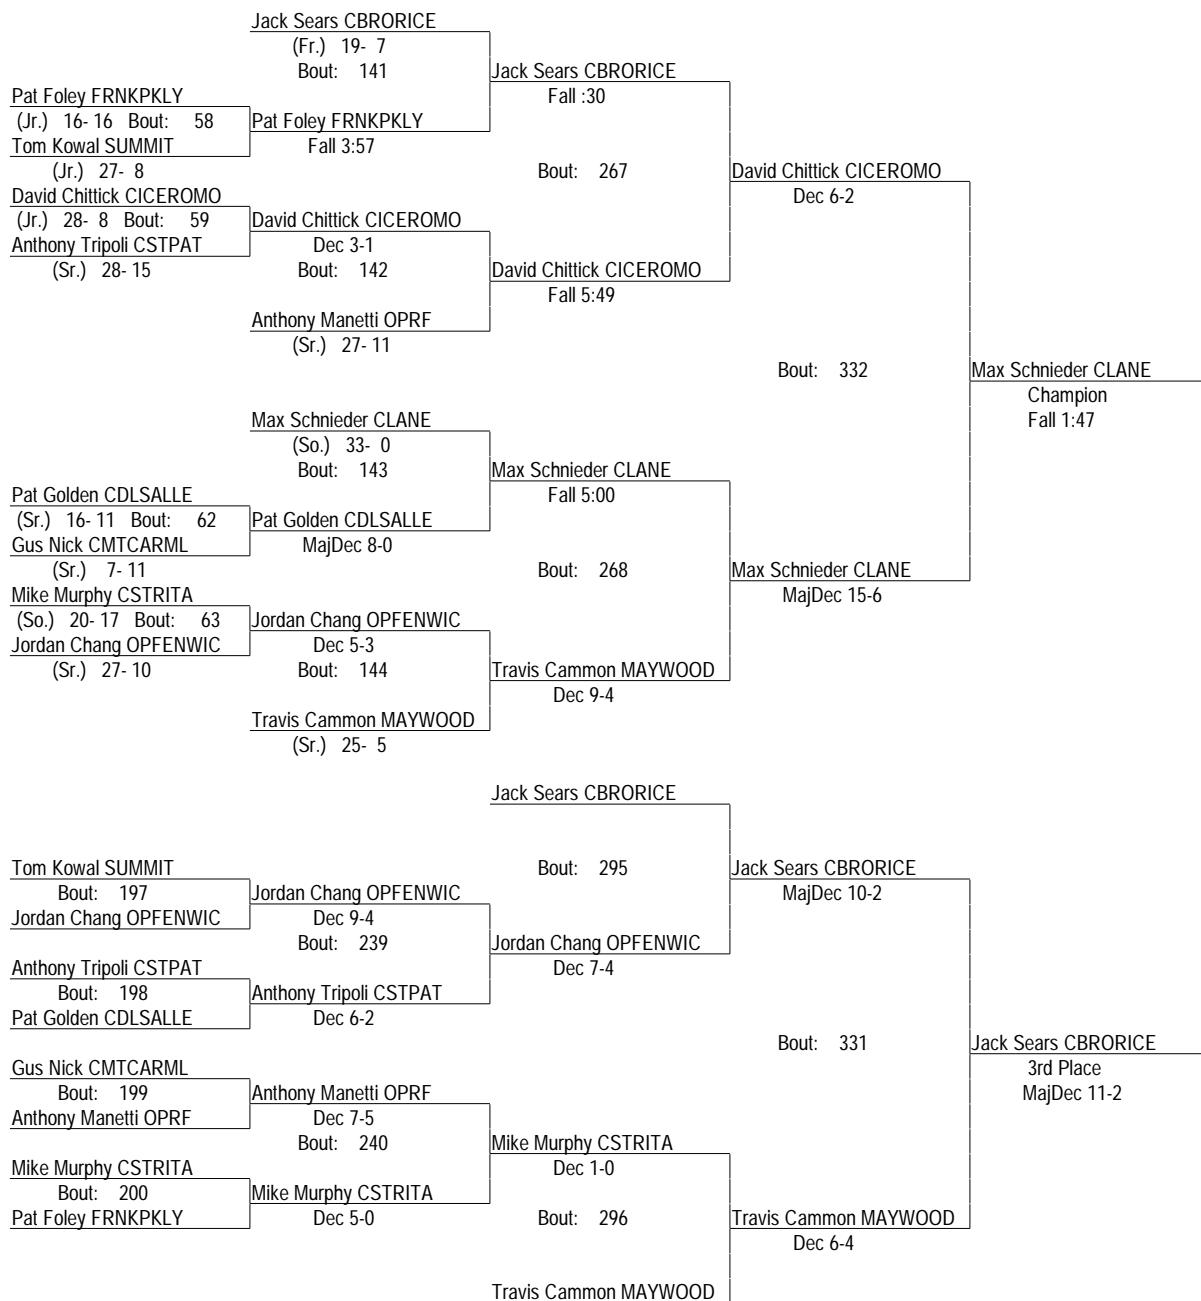 Jack Sears CBRORICE
(Fr.) 19- 7
Bout: 141 Jack Sears CBRORICE
Pat Foley FRNKPKLY Fall :30
(Jr.) 16- 16 Bout: 58 Pat Foley FRNKPKLY
Tom Kowal SUMMIT Fall 3:57
(Jr.) 27- 8 Bout: 267 David Chittick CICEROMO
David Chittick CICEROMO Dec 6-2
(Jr.) 28- 8 Bout: 59 David Chittick CICEROMO
Anthony Tripoli CSTPAT Dec 3-1
(Sr.) 28- 15 Bout: 142 David Chittick CICEROMO
Fall 5:49
Anthony Manetti OPRF
(Sr.) 27- 11
Bout: 332 Max Schnieder CLANE
Champion
Max Schnieder CLANE Fall 1:47
(So.) 33- 0
Bout: 143 Max Schnieder CLANE
Pat Golden CDLSALLE Fall 5:00
(Sr.) 16- 11 Bout: 62 Pat Golden CDLSALLE
Gus Nick CMTCARML MajDec 8-0
(Sr.) 7- 11 Bout: 268 Max Schnieder CLANE
Mike Murphy CSTRITA MajDec 15-6
(So.) 20- 17 Bout: 63 Jordan Chang OPFENWIC
Jordan Chang OPFENWIC Dec 5-3
(Sr.) 27- 10 Bout: 144 Travis Cammon MAYWOOD
Dec 9-4
Travis Cammon MAYWOOD
(Sr.) 25- 5
Jack Sears CBRORICE
Tom Kowal SUMMIT Bout: 295 Jack Sears CBRORICE
Bout: 197 Jordan Chang OPFENWIC MajDec 10-2
Jordan Chang OPFENWIC Dec 9-4
Bout: 239 Jordan Chang OPFENWIC
Anthony Tripoli CSTPAT Dec 7-4
Bout: 198 Anthony Tripoli CSTPAT
Pat Golden CDLSALLE Dec 6-2
Bout: 331 Jack Sears CBRORICE
Gus Nick CMTCARML 3rd Place
Bout: 199 Anthony Manetti OPRF MajDec 11-2
Anthony Manetti OPRF Dec 7-5
Bout: 240 Mike Murphy CSTRITA
Mike Murphy CSTRITA Dec 1-0
Bout: 200 Mike Murphy CSTRITA
Pat Foley FRNKPKLY Dec 5-0 Bout: 296 Travis Cammon MAYWOOD
Dec 6-4
Travis Cammon MAYWOOD